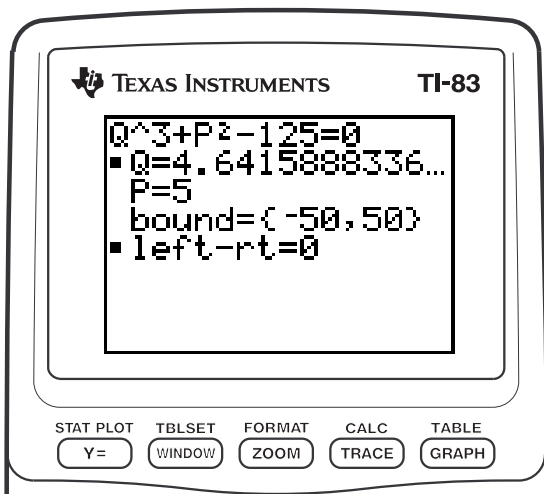 TEXAS INSTRUMENTS TI-83
Q^3+P²-125=0
▪Q=4.6415888336…
P=5
bound={-50,50}
▪left-rt=0
STAT PLOT TBLSET FORMAT CALC TABLE
Y= WINDOW ZOOM TRACE GRAPH